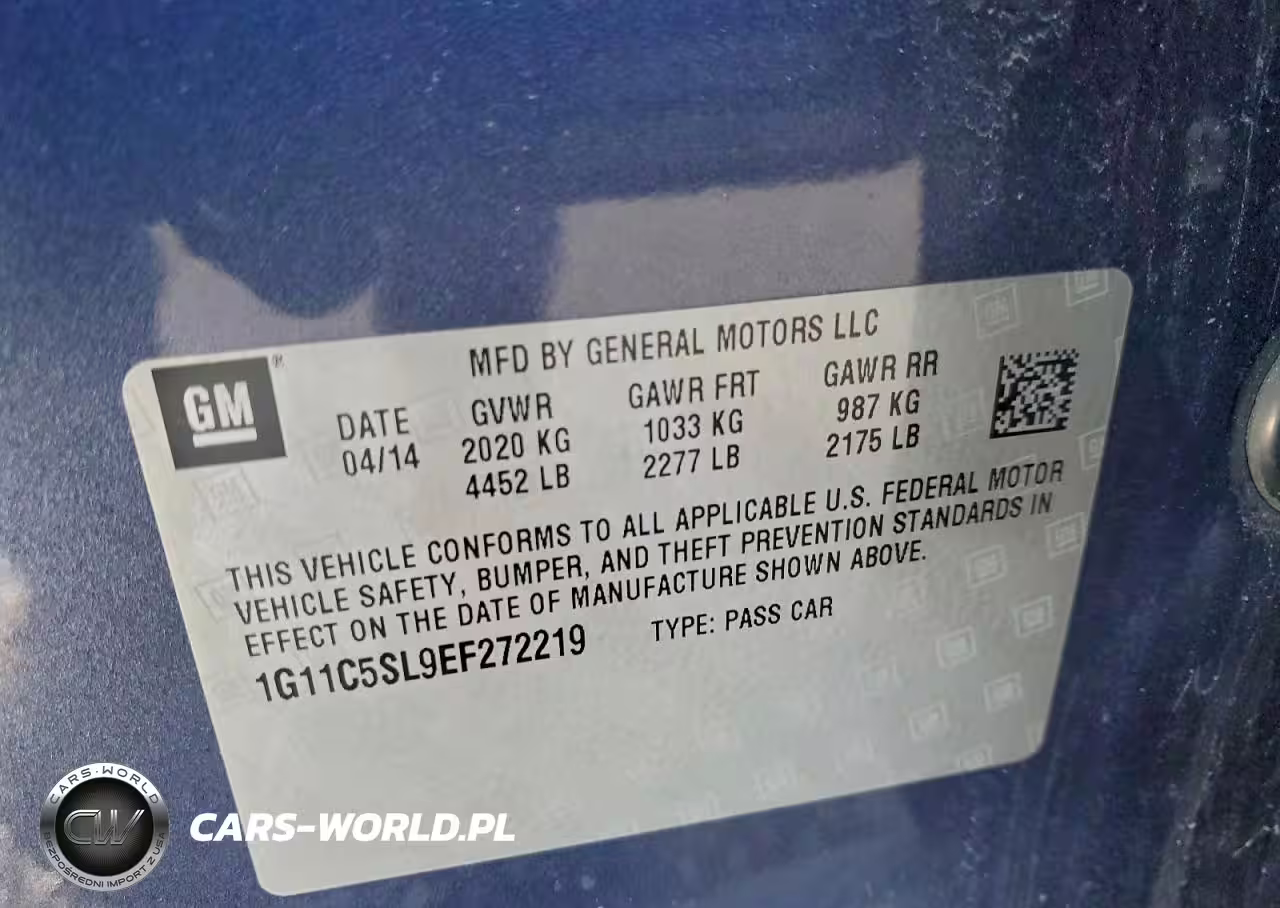 MFD BY GENERAL MOTORS LLC
GM®
DATE GVWR GAWR FRT GAWR RR
04/14 2020 KG 1033 KG 987 KG
4452 LB 2277 LB 2175 LB
THIS VEHICLE CONFORMS TO ALL APPLICABLE U.S. FEDERAL MOTOR
VEHICLE SAFETY, BUMPER, AND THEFT PREVENTION STANDARDS IN
EFFECT ON THE DATE OF MANUFACTURE SHOWN ABOVE.
1G11C5SL9EF272219 TYPE: PASS CAR
CARS-WORLD
CW
BEZPOŚREDNI IMPORT Z USA
CARS-WORLD.PL